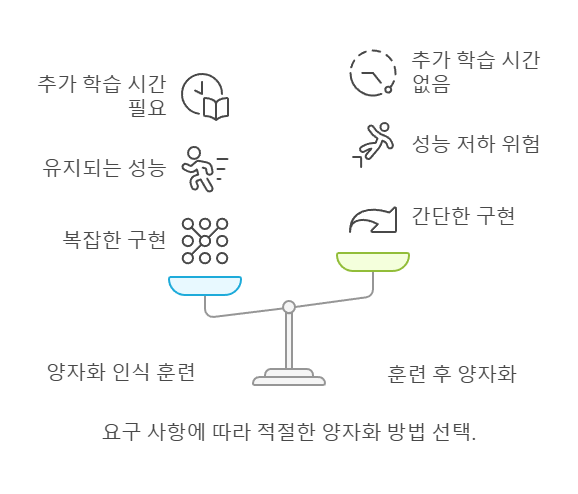 추가 학습 시간
필요
유지되는 성능
복잡한 구현
추가 학습 시간
없음
성능 저하 위험
간단한 구현
양자화 인식 훈련
훈련 후 양자화
요구 사항에 따라 적절한 양자화 방법 선택.